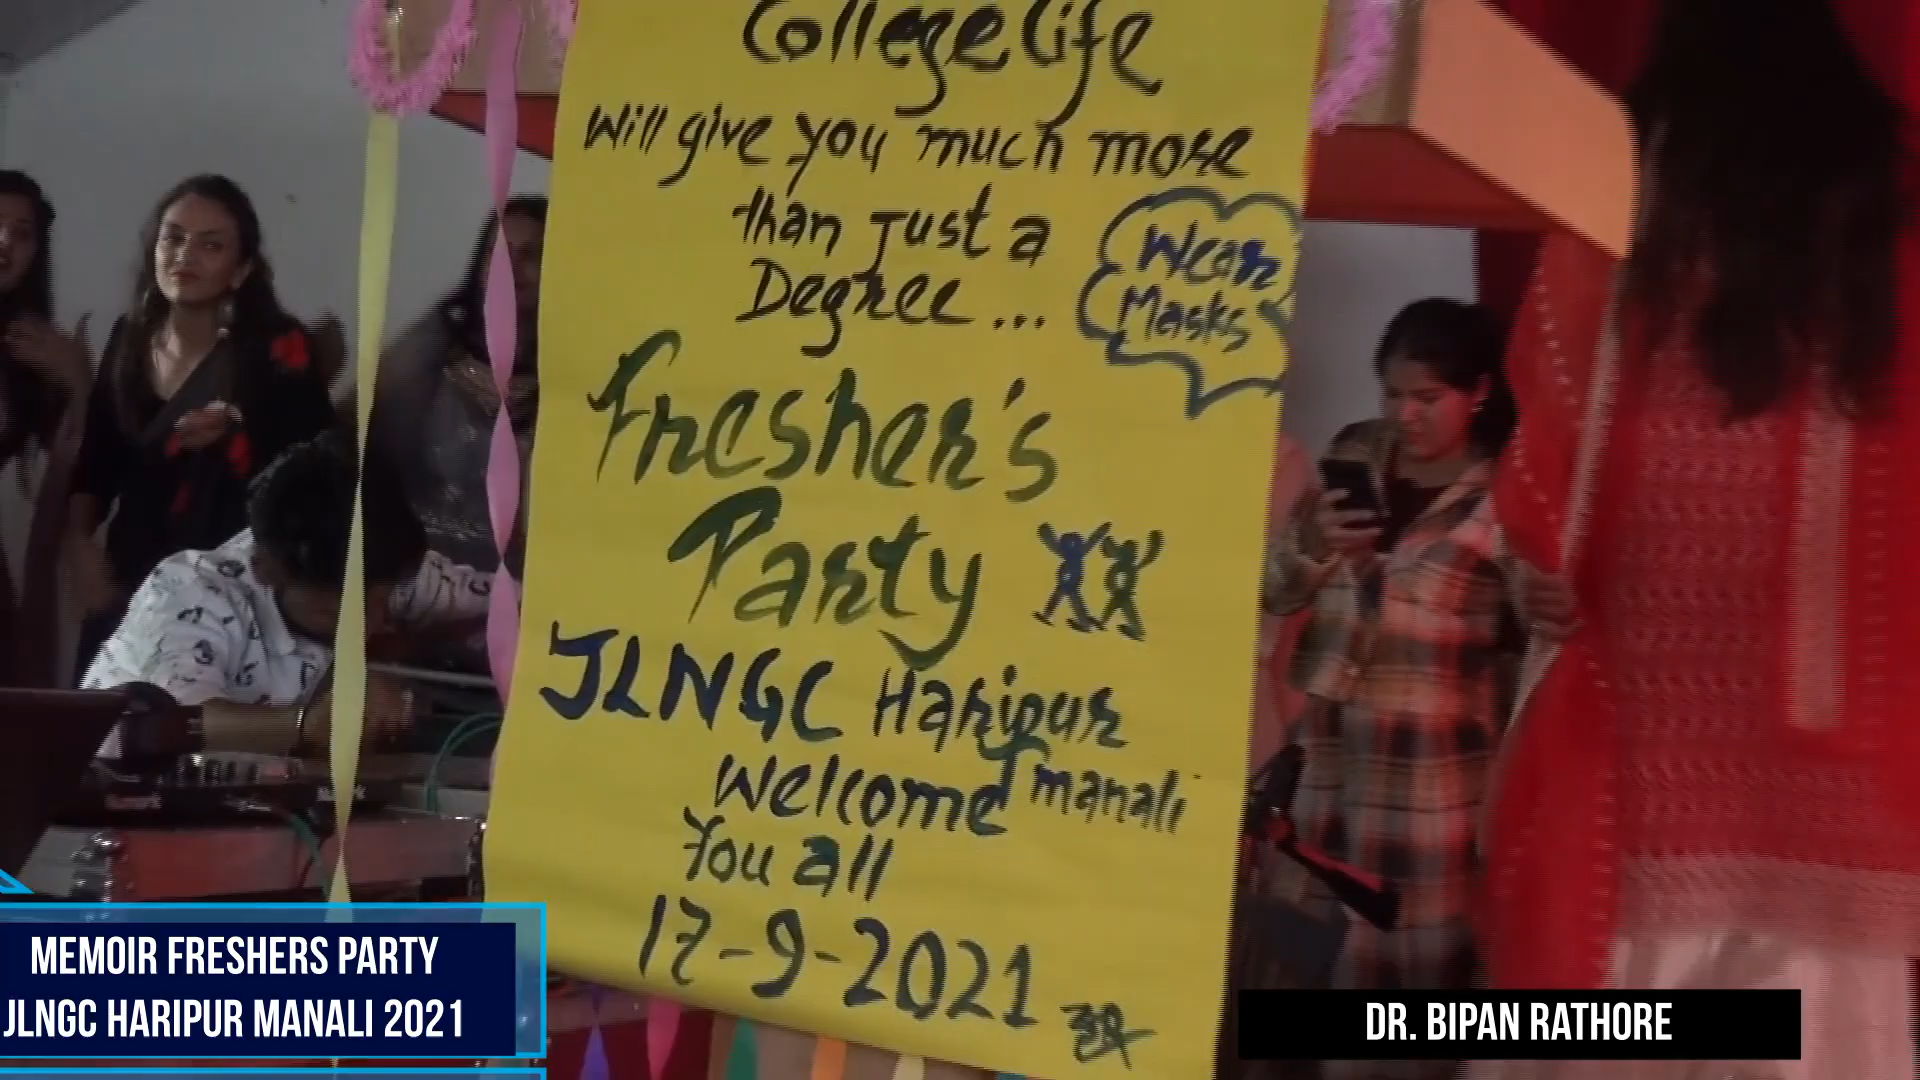 College life
Will give you much more
than Just a
Degree...
Wear
Masks
Fresher's
Party
JLNGC Haripur
manali
Welcome
You all
17-9-2021
MEMOIR FRESHERS PARTY
JLNGC HARIPUR MANALI 2021
DR. BIPAN RATHORE